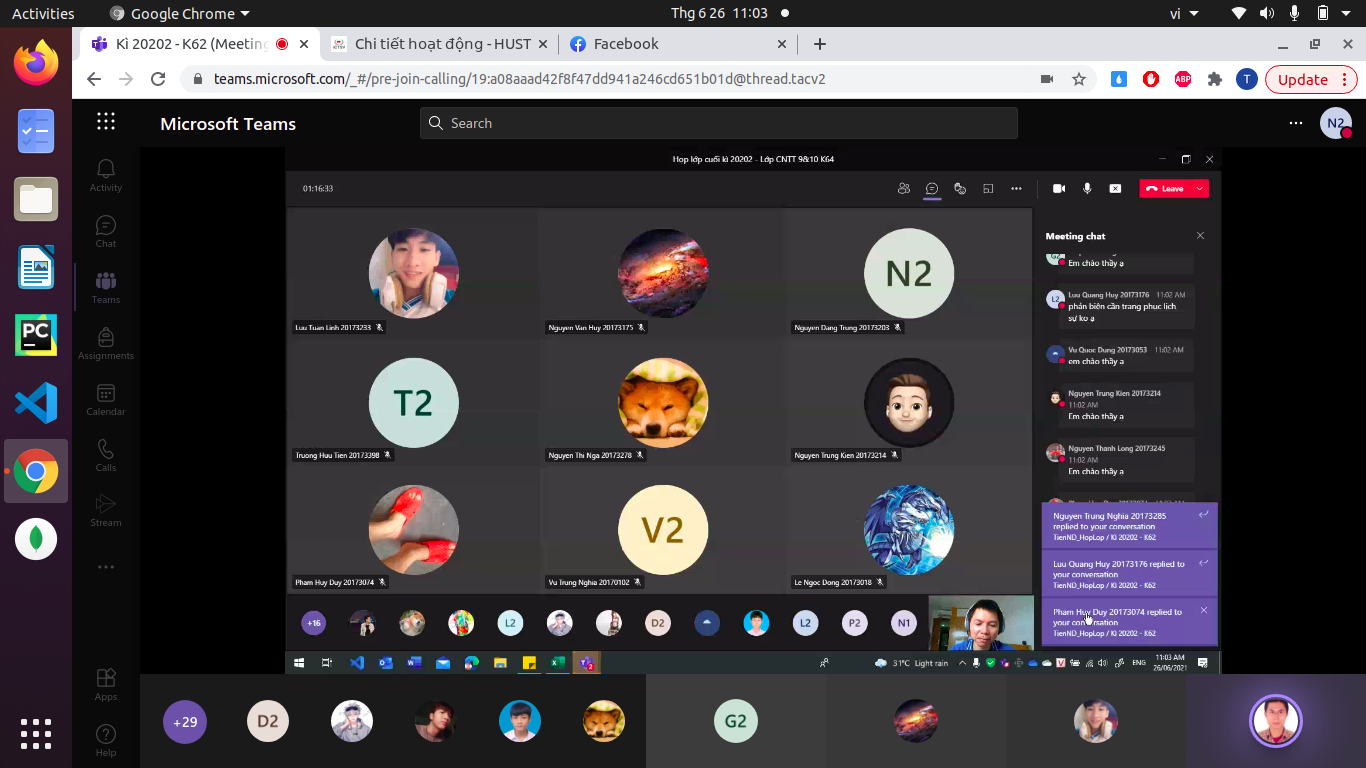 Activities
Google Chrome
Thg 6 26 11:03
vi
Kì 20202 - K62 (Meeting
Chi tiết hoạt động - HUST
Facebook
teams.microsoft.com/_#/pre-join-calling/19:a08aaad42f8f47dd941a246cd651b01d@thread.tacv2
ABP
T
Update
Microsoft Teams
Search
N2
Activity
Chat
Teams
Assignments
Calendar
Calls
Stream
Apps
Help
PC
Họp lớp cuối kì 20202 - Lớp CNTT 9&10 K64
01:16:33
Leave
N2
Luu Tuan Linh 20173233
Nguyen Van Huy 20173175
Nguyen Dang Trung 20173203
T2
Truong Huu Tien 20173398
Nguyen Thi Nga 20173278
Nguyen Trung Kien 20173214
V2
Pham Huy Duy 20173074
Vu Trung Nghia 20170102
Le Ngoc Dong 20173018
+16
L2
D2
L2
P2
N1
Meeting chat
Em chào thầy ạ
L2
Luu Quang Huy 20173176 11:02 AM
phản biện cần trang phục lịch
sự ko ạ
Vu Quoc Dung 20173053 11:02 AM
em chào thầy ạ
Nguyen Trung Kien 20173214
11:02 AM
Em chào thầy ạ
Nguyen Thanh Long 20173245
11:02 AM
Em chào thầy ạ
Nguyen Trung Nghia 20173285
replied to your conversation
TienND_HopLop / Kì 20202 - K62
Luu Quang Huy 20173176 replied to
your conversation
TienND_HopLop / Kì 20202 - K62
Pham Huy Duy 20173074 replied to
your conversation
TienND_HopLop / Kì 20202 - K62
31°C Light rain
ENG
11:03 AM
26/06/2021
+29
D2
G2